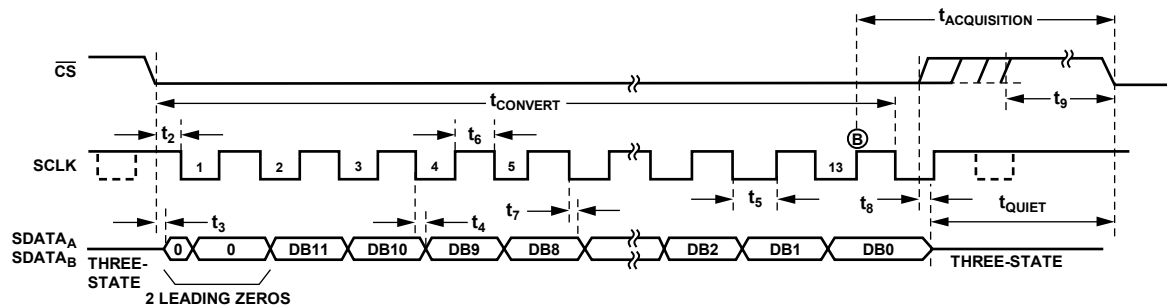 tACQUISITION
CS
tCONVERT
t9
t2
t6
B
SCLK
1 2 3 4 5 13
t3
t4
t7
t5
t8
tQUIET
SDATAA
SDATAB
0 0 DB11 DB10 DB9 DB8 DB2 DB1 DB0
THREE-STATE
THREE-
STATE
2 LEADING ZEROS